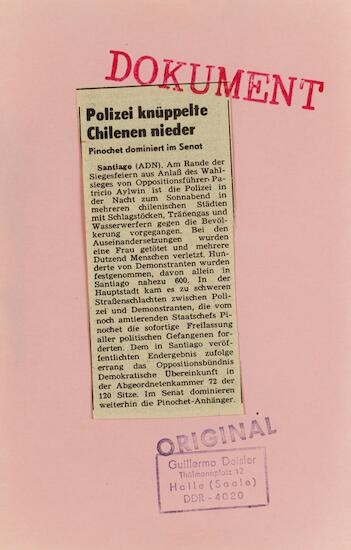 DOKUMENT
Polizei knüppelte
Chilenen nieder
Pinochet dominiert im Senat
Santiago (ADN). Am Rande der
Siegesfeiern aus Anlaß des Wahl-
sieges von Oppositionsführer Pa-
tricio Aylwin ist die Polizei in
der Nacht zum Sonnabend in
mehreren chilenischen Städten
mit Schlagstöcken, Tränengas und
Wasserwerfern gegen die Bevöl-
kerung vorgegangen. Bei den
Auseinandersetzungen wurden
eine Frau getötet und mehrere
Dutzend Menschen verletzt. Hun-
derte von Demonstranten wurden
festgenommen, davon allein in
Santiago nahezu 600. In der
Hauptstadt kam es zu schweren
Straßenschlachten zwischen Poli-
zei und Demonstranten, die vom
noch amtierenden Staatschefs Pi-
nochet die sofortige Freilassung
aller politischen Gefangenen for-
derten. Dem in Santiago veröf-
fentlichten Endergebnis zufolge
errang das Oppositionsbündnis
Demokratische Übereinkunft in
der Abgeordnetenkammer 72 der
120 Sitze. Im Senat dominieren
weiterhin die Pinochet-Anhänger.
ORIGINAL
Guillermo Deisler
Thälmannplatz 12
Halle (Saale)
DDR - 4020